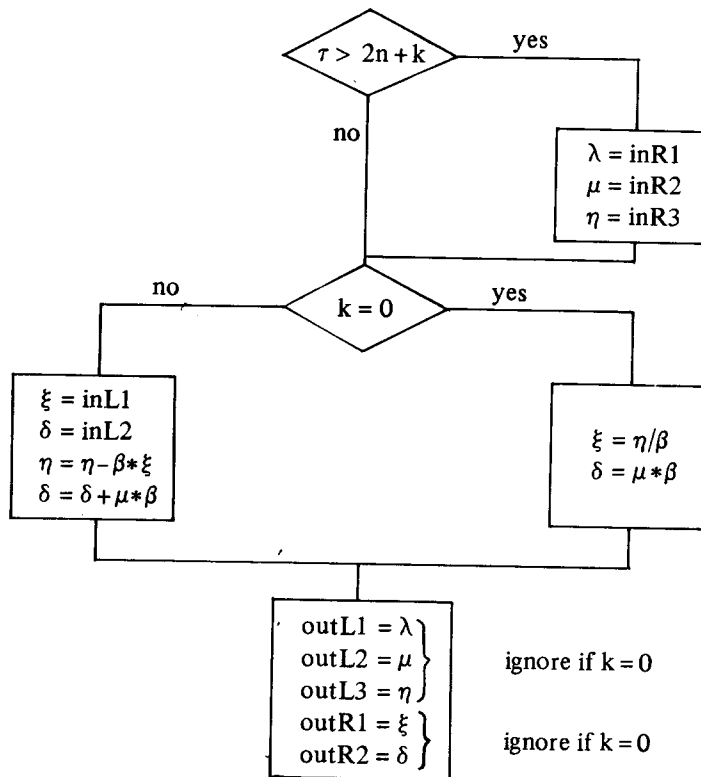 τ > 2n + k
yes
no
λ = inR1
μ = inR2
η = inR3
no
k = 0
yes
ξ = inL1
δ = inL2
η = η – β* ξ
δ = δ + μ* β
ξ = η/β
δ = μ* β
outL1 = λ
outL2 = μ
outL3 = η
ignore if k = 0
outR1 = ξ
outR2 = δ
ignore if k = 0